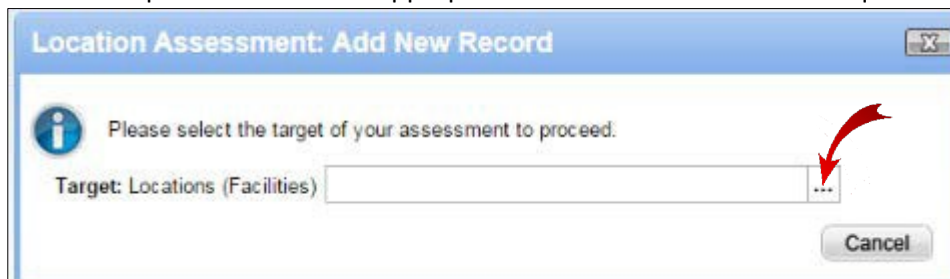 Location Assessment: Add New Record
Please select the target of your assessment to proceed.
Target: Locations (Facilities)
...
Cancel